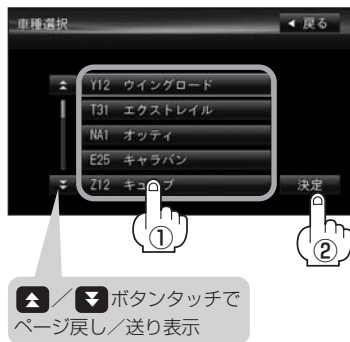 車種選択
◀ 戻る
Y12 ウイングロード
T31 エクストレイル
NA1 オッティ
E25 キャラバン
Z12 キューブ
決定
①
②
／ボタンタッチで
ページ戻し／送り表示